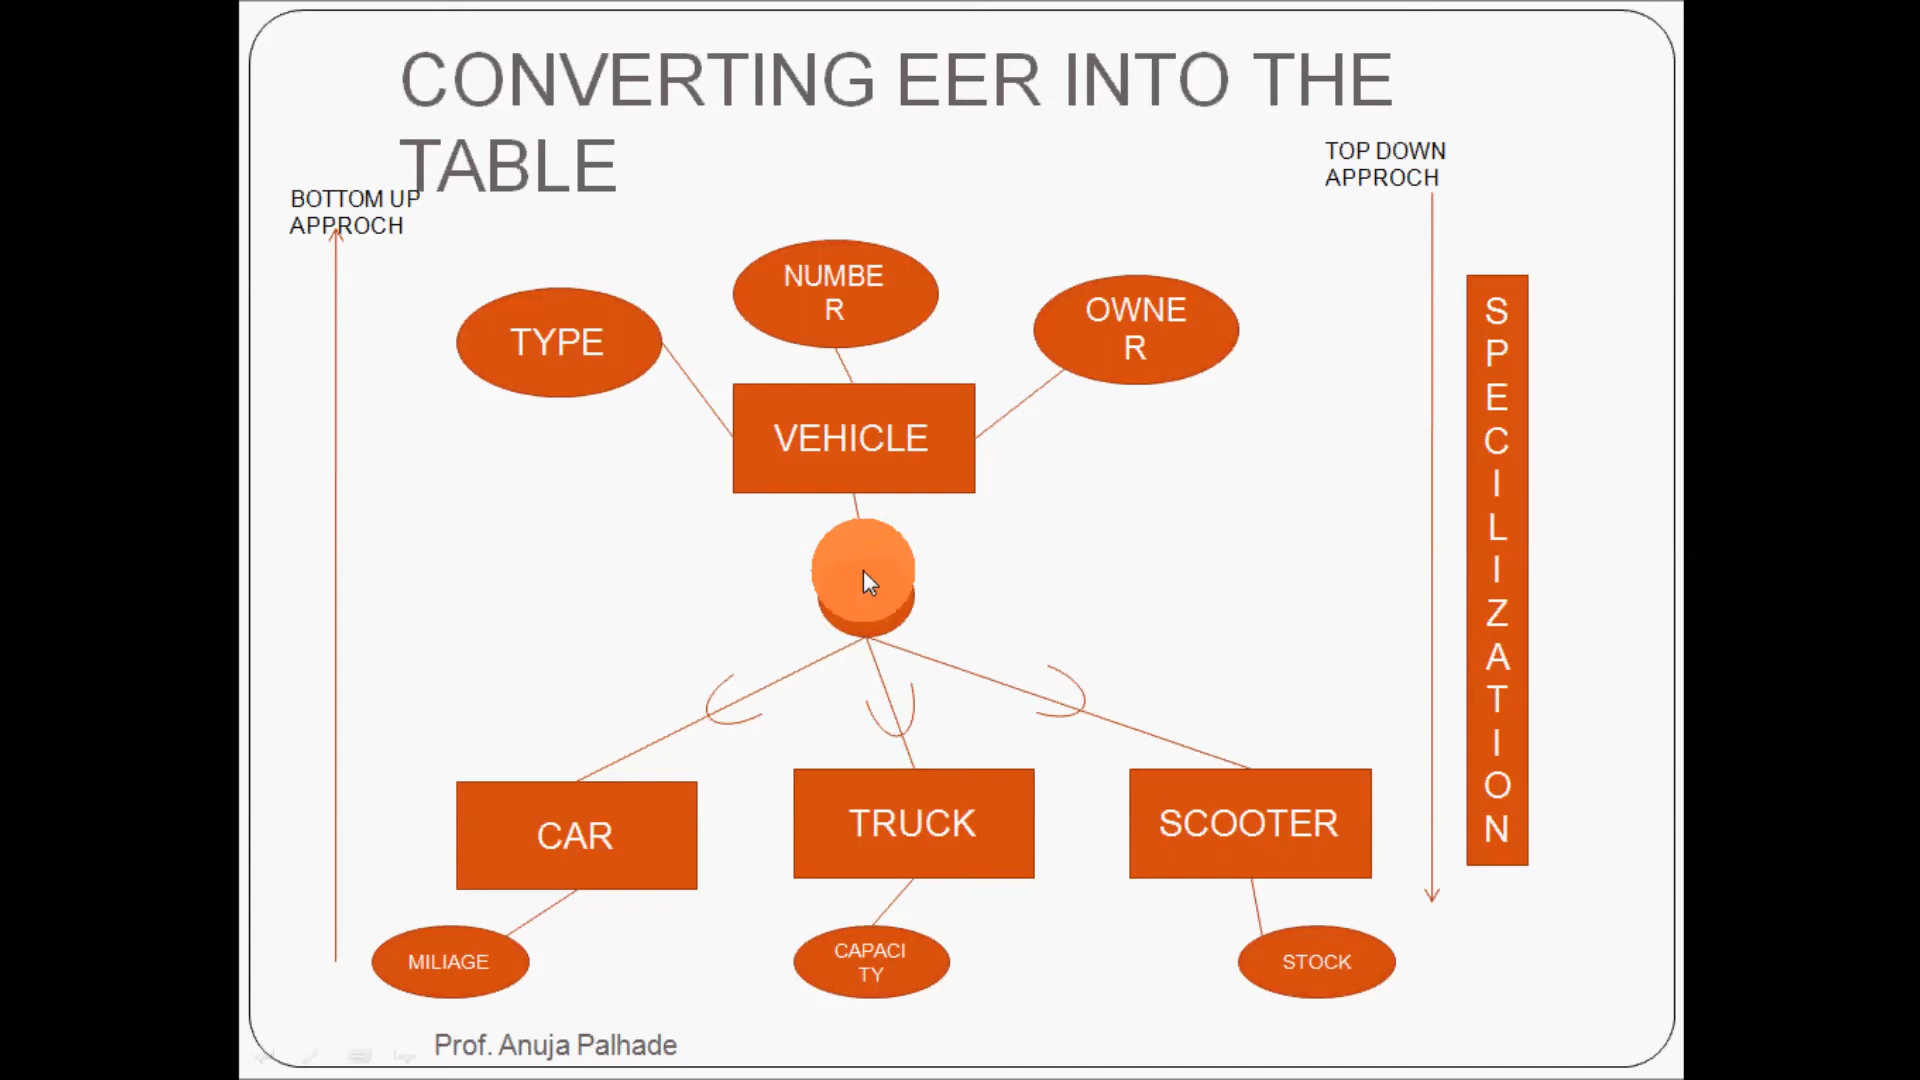 CONVERTING EER INTO THE
TABLE
TOP DOWN
APPROCH
BOTTOM UP
APPROCH
NUMBE
R
OWNE
R
TYPE
VEHICLE
S
P
E
C
I
L
I
Z
A
T
I
O
N
CAR
TRUCK
SCOOTER
MILIAGE
CAPACI
TY
STOCK
Prof. Anuja Palhade